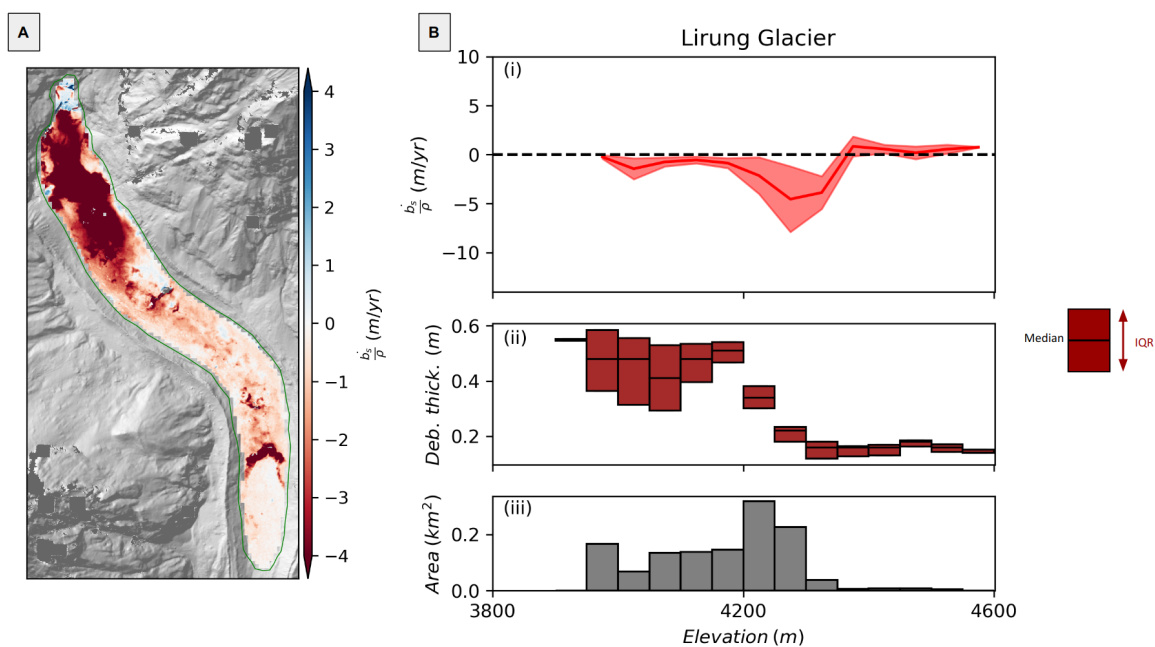 A
4
3
2
1
0
−1
−2
−3
−4
ḃₛ/ρ (m/yr)
B
Lirung Glacier
(i)
10
5
0
−5
−10
ḃₛ/ρ (m/yr)
(ii)
0.6
0.4
0.2
Deb. thick. (m)
Median
IQR
(iii)
0.2
0.0
Area (km²)
3800 4200 4600
Elevation (m)